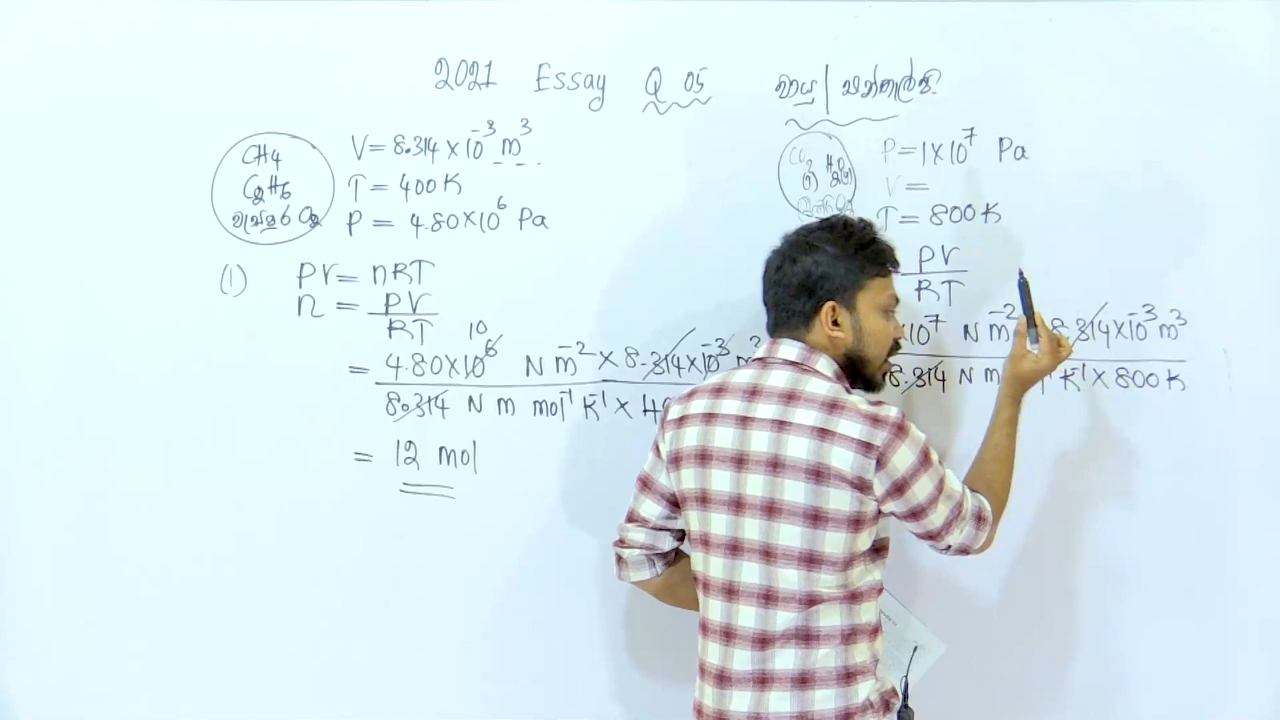 2021 Essay Q 05 වායු | සන්තාල්පි
CH4
C2H6
V = 8.314 × 10⁻³ m³
T = 400 K
P = 4.80×10⁶ Pa
(1) PV = nRT
n = PV
RT
10
= 4.80×10⁶ N m⁻² × 8.314×10⁻³ m³
8.314 N m mol⁻¹ K⁻¹ ×
= 12 mol
CO2
P = 1×10⁷ Pa
V =
T = 800 K
PV
RT
×10⁷ N m⁻² 8.314×10⁻³ m³
8.314 N m K⁻¹ × 800 K